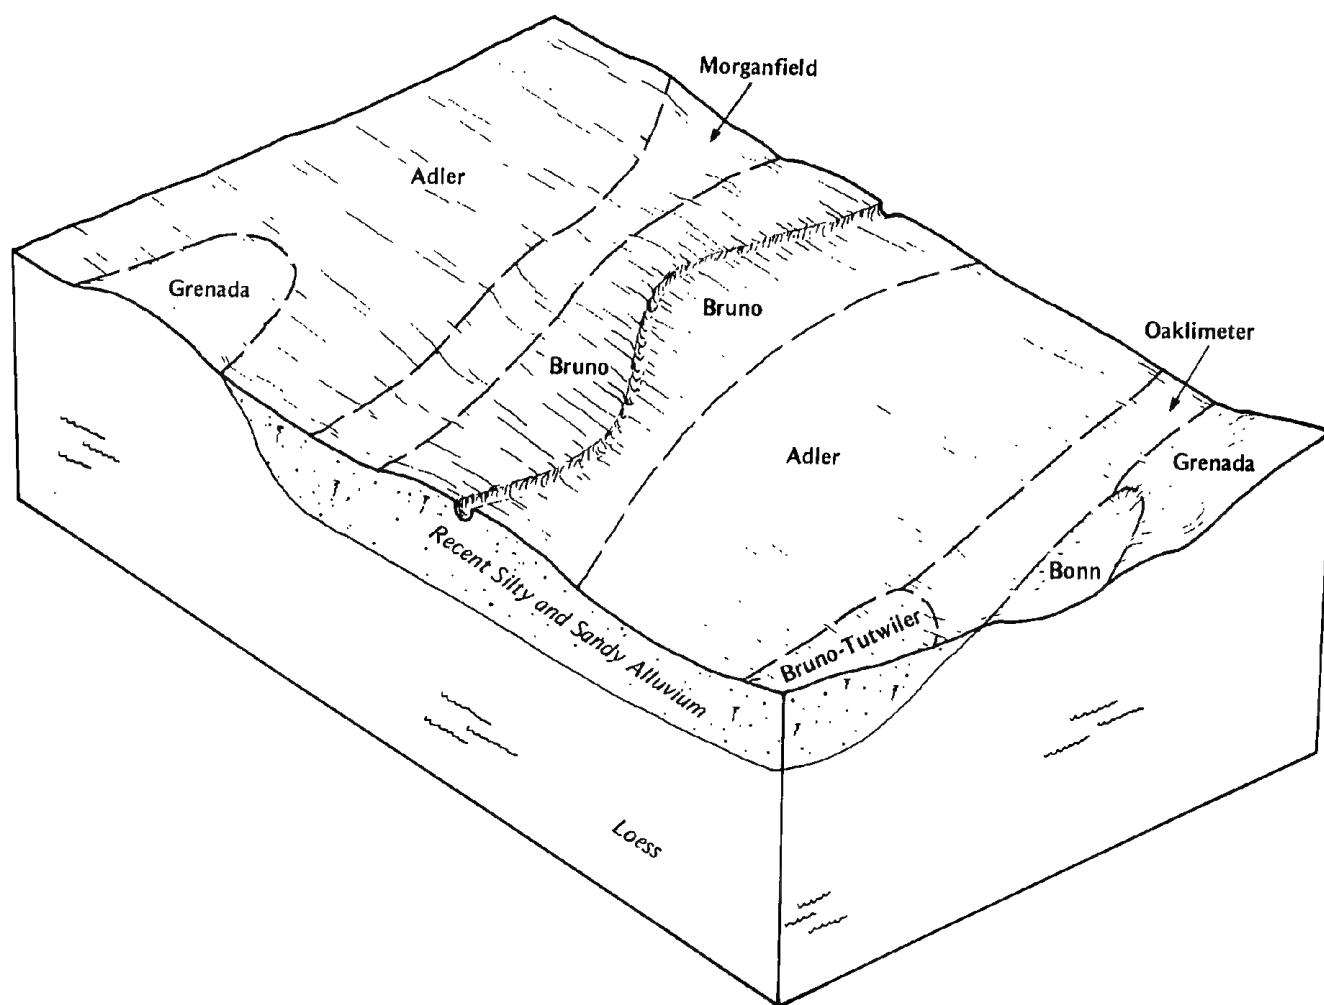 Morganfield
Adler
Grenada
Bruno
Oaklimeter
Bruno
Adler
Grenada
Bonn
Bruno-Tutwiler
Recent Silty and Sandy Alluvium
Loess